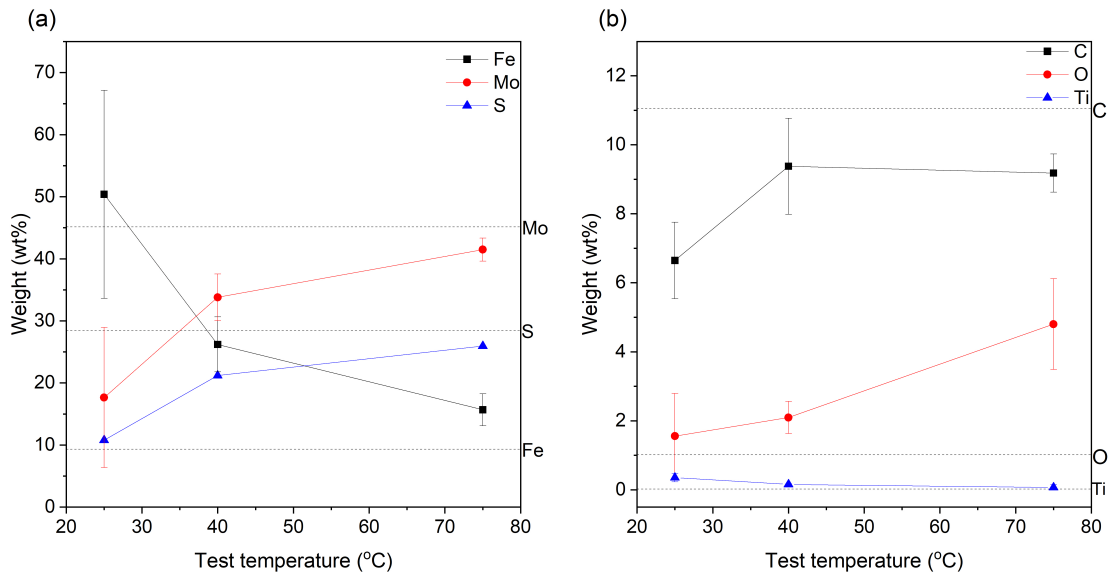 (a)
Fe
Mo
S
70
60
50
40
30
20
10
0
Weight (wt%)
Mo
S
Fe
20 30 40 50 60 70 80
Test temperature (°C)
(b)
C
O
Ti
12
10
8
6
4
2
0
Weight (wt%)
C
O
Ti
20 30 40 50 60 70 80
Test temperature (°C)